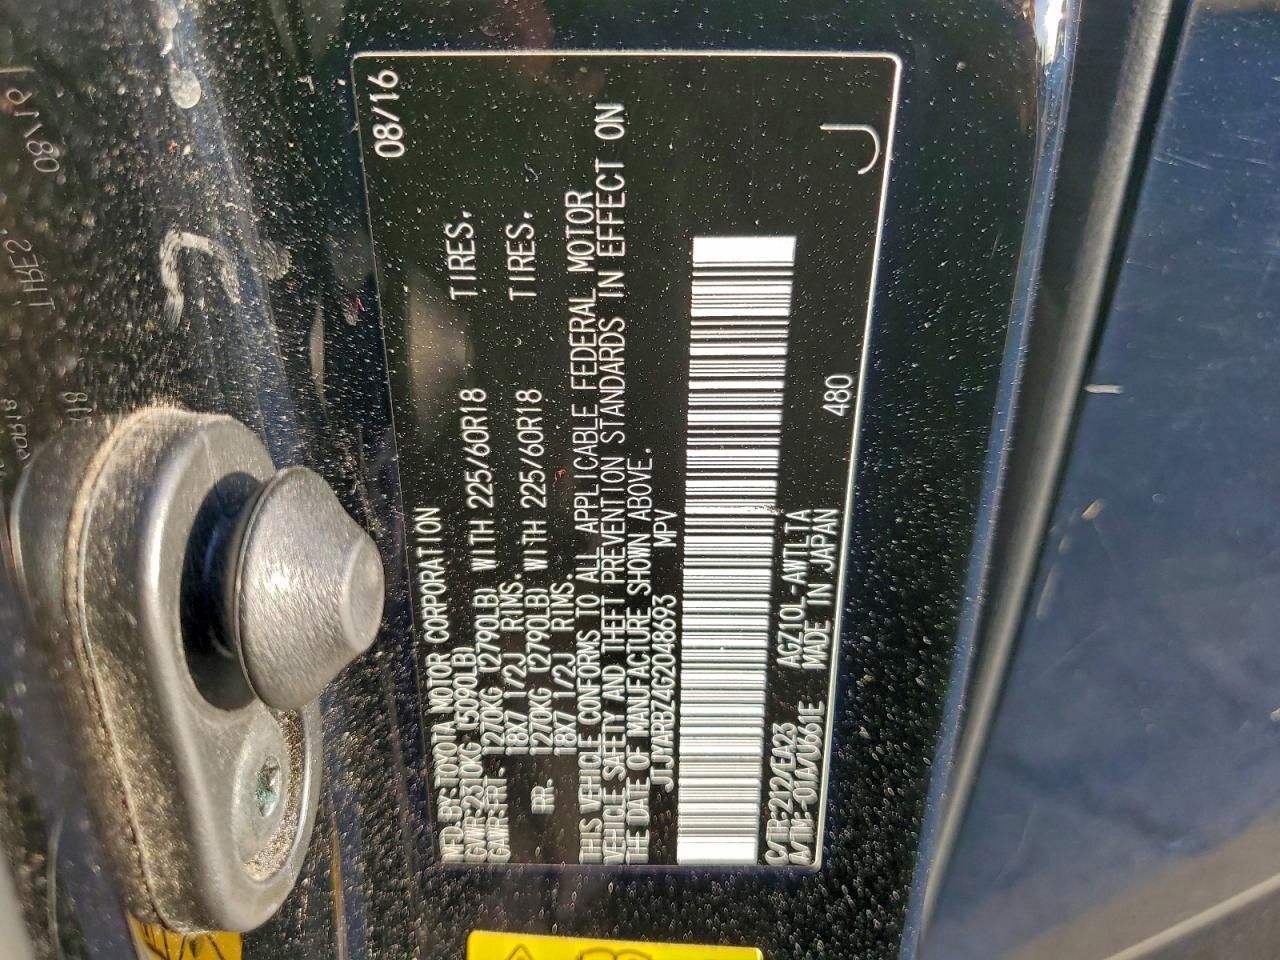 MFD. BY: TOYOTA MOTOR CORPORATION 08/16
GVWR:2310KG (5090LB)
GAWR:FRT. 1270KG (2790LB) WITH 225/60R18 TIRES.
18X7 1/2J RIMS.
RR. 1270KG (2790LB) WITH 225/60R18 TIRES.
18X7 1/2J RIMS.
THIS VEHICLE CONFORMS TO ALL APPLICABLE FEDERAL MOTOR
VEHICLE SAFETY AND THEFT PREVENTION STANDARDS IN EFFECT ON
THE DATE OF MANUFACTURE SHOWN ABOVE.
JTJYARBZ4G2048693 MPV
C/TR:212/EA23 AGZ10L-AWTLTA
A/TM:-01A/U661E MADE IN JAPAN 480
J